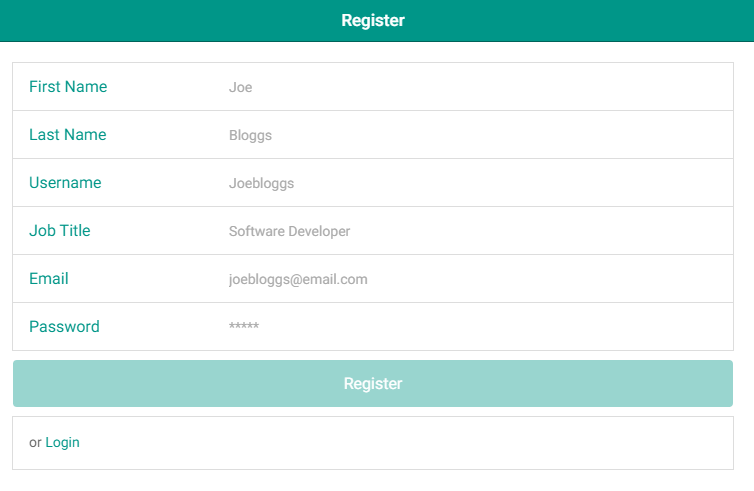 Register
First Name Joe
Last Name Bloggs
Username Joebloggs
Job Title Software Developer
Email joebloggs@email.com
Password *****
Register
or Login